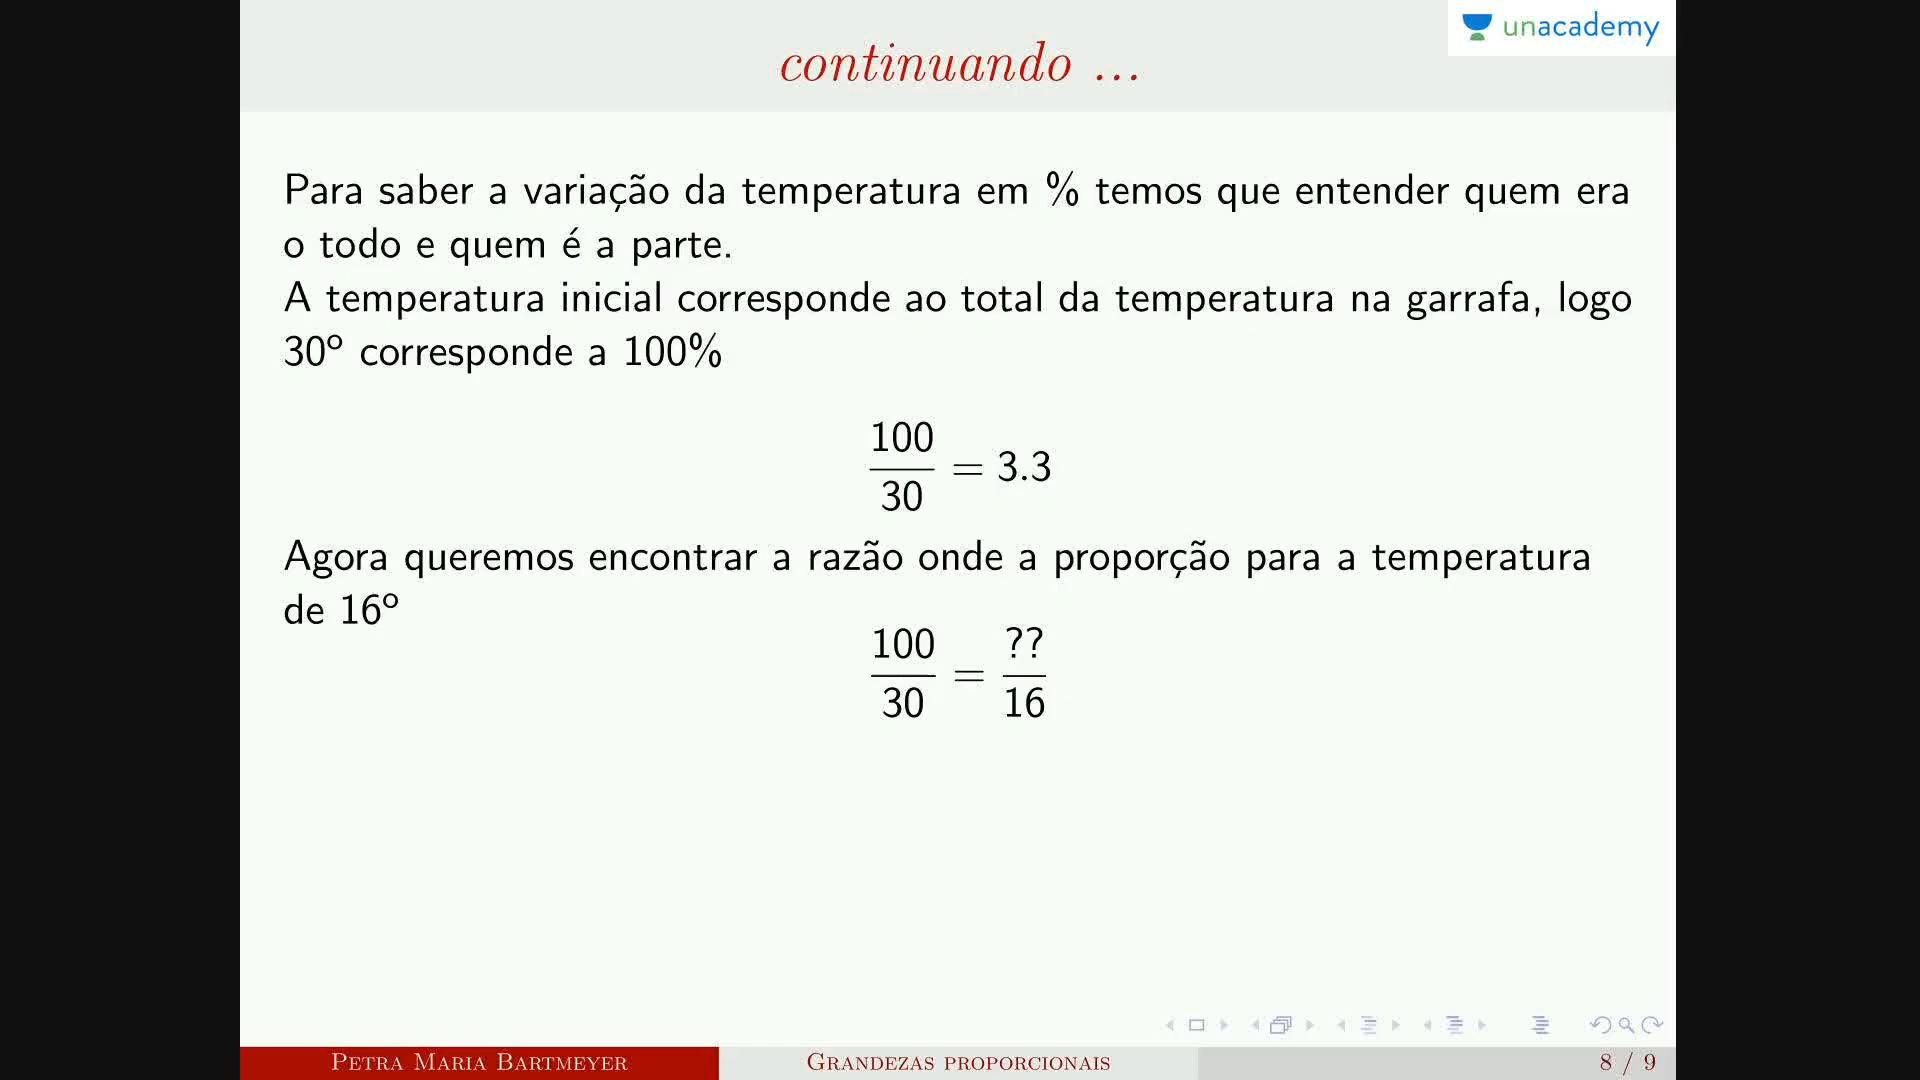 unacademy
continuando ...
Para saber a variação da temperatura em % temos que entender quem era
o todo e quem é a parte.
A temperatura inicial corresponde ao total da temperatura na garrafa, logo
30º corresponde a 100%
100
30
= 3.3
Agora queremos encontrar a razão onde a proporção para a temperatura
de 16º
100
30
=
??
16
PETRA MARIA BARTMEYER
GRANDEZAS PROPORCIONAIS
8 / 9